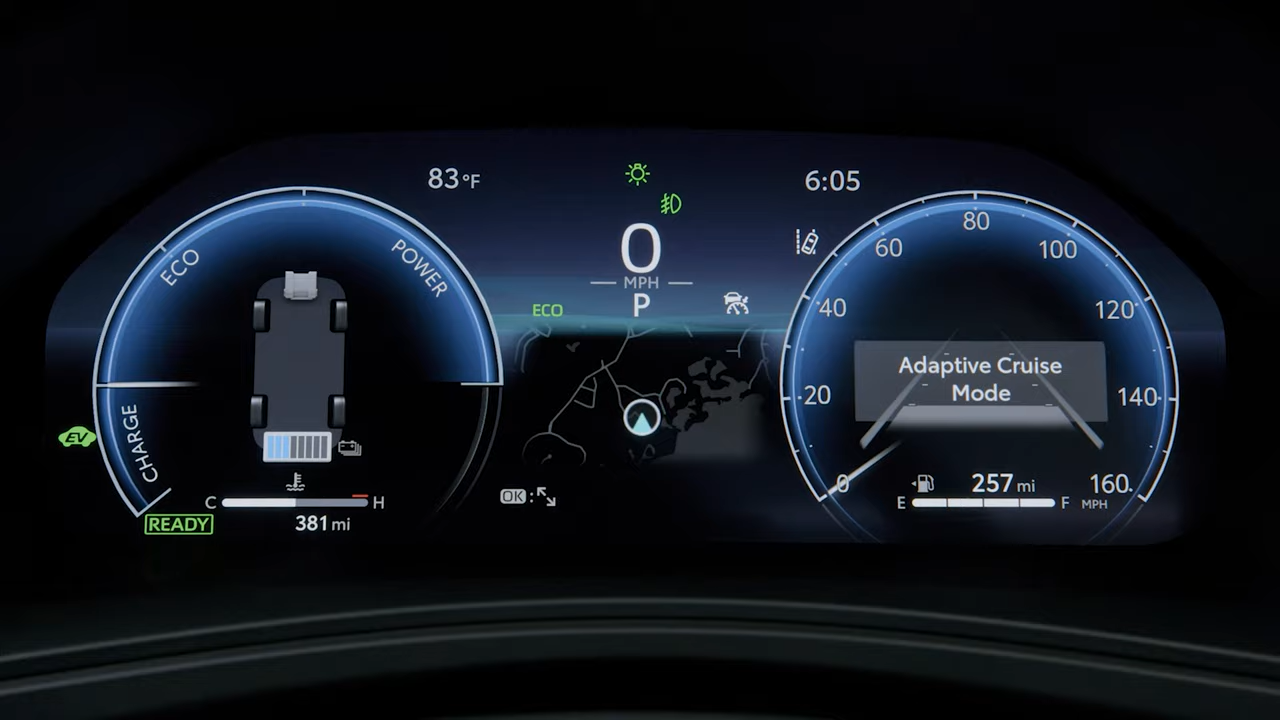 83°F
6:05
0
MPH
P
ECO
ECO
POWER
CHARGE
EV
READY
C
H
381 mi
OK :
0
20
40
60
80
100
120
140
160
MPH
Adaptive Cruise
Mode
257 mi
E
F